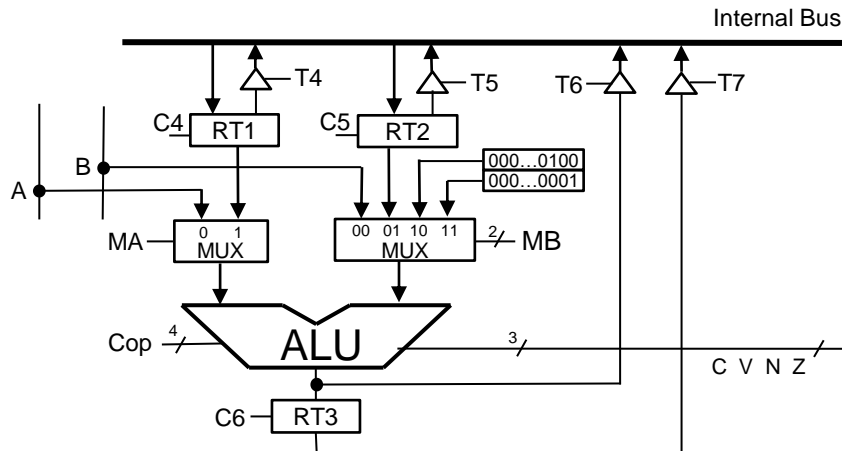 Internal Bus
T4 T5 T6 T7
C4 RT1 C5 RT2
B 000...0100
000...0001
A
0 1 00 01 10 11 2
MA MUX MUX MB
4 3
Cop ALU
C V N Z
C6 RT3